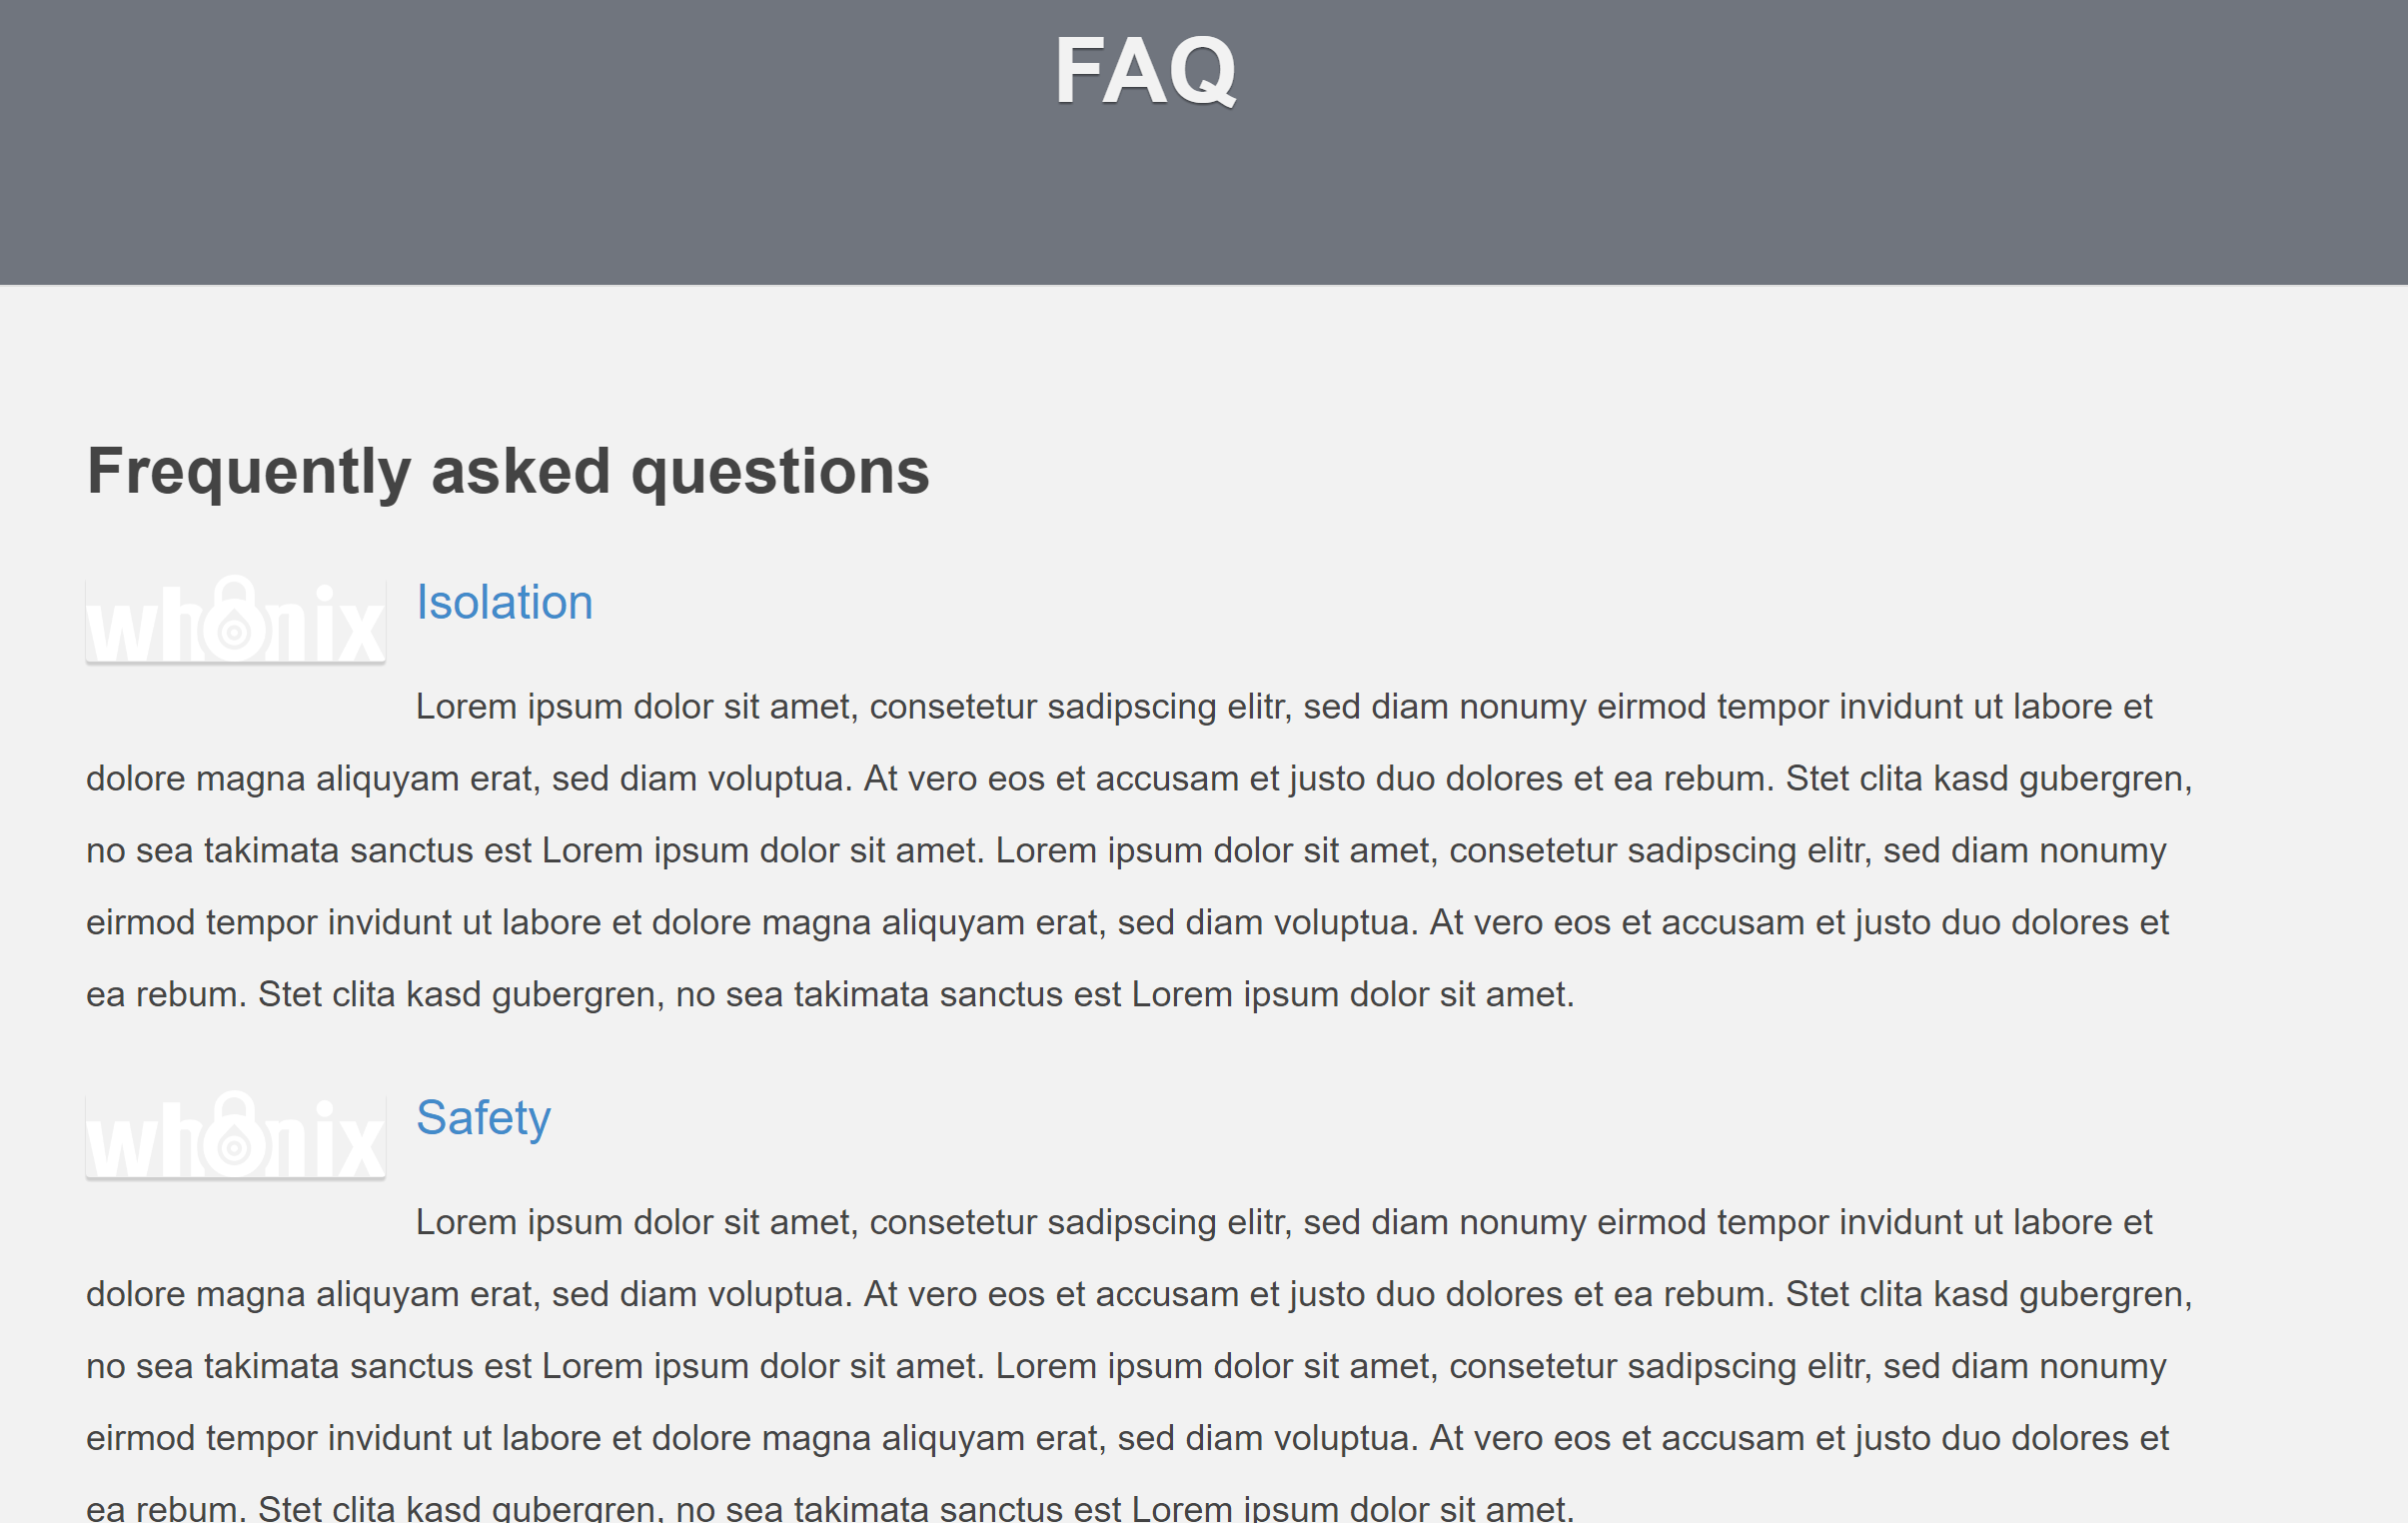 FAQ
Frequently asked questions
whonix
Isolation
Lorem ipsum dolor sit amet, consetetur sadipscing elitr, sed diam nonumy eirmod tempor invidunt ut labore et
dolore magna aliquyam erat, sed diam voluptua. At vero eos et accusam et justo duo dolores et ea rebum. Stet clita kasd gubergren,
no sea takimata sanctus est Lorem ipsum dolor sit amet. Lorem ipsum dolor sit amet, consetetur sadipscing elitr, sed diam nonumy
eirmod tempor invidunt ut labore et dolore magna aliquyam erat, sed diam voluptua. At vero eos et accusam et justo duo dolores et
ea rebum. Stet clita kasd gubergren, no sea takimata sanctus est Lorem ipsum dolor sit amet.
whonix
Safety
Lorem ipsum dolor sit amet, consetetur sadipscing elitr, sed diam nonumy eirmod tempor invidunt ut labore et
dolore magna aliquyam erat, sed diam voluptua. At vero eos et accusam et justo duo dolores et ea rebum. Stet clita kasd gubergren,
no sea takimata sanctus est Lorem ipsum dolor sit amet. Lorem ipsum dolor sit amet, consetetur sadipscing elitr, sed diam nonumy
eirmod tempor invidunt ut labore et dolore magna aliquyam erat, sed diam voluptua. At vero eos et accusam et justo duo dolores et
ea rebum. Stet clita kasd gubergren, no sea takimata sanctus est Lorem ipsum dolor sit amet.